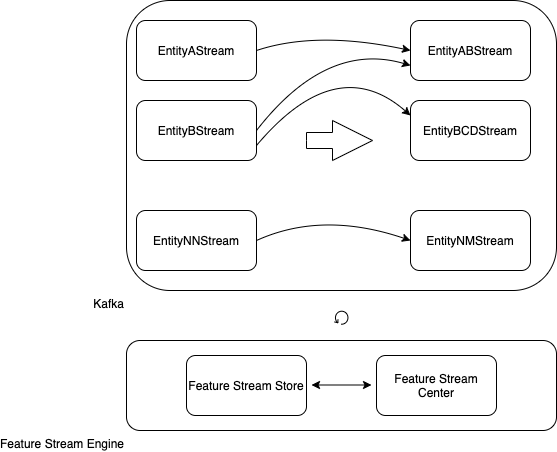 EntityAStream
EntityABStream
EntityBStream
EntityBCDStream
EntityNNStream
EntityNMStream
Kafka
Feature Stream Store
Feature Stream
Center
Feature Stream Engine